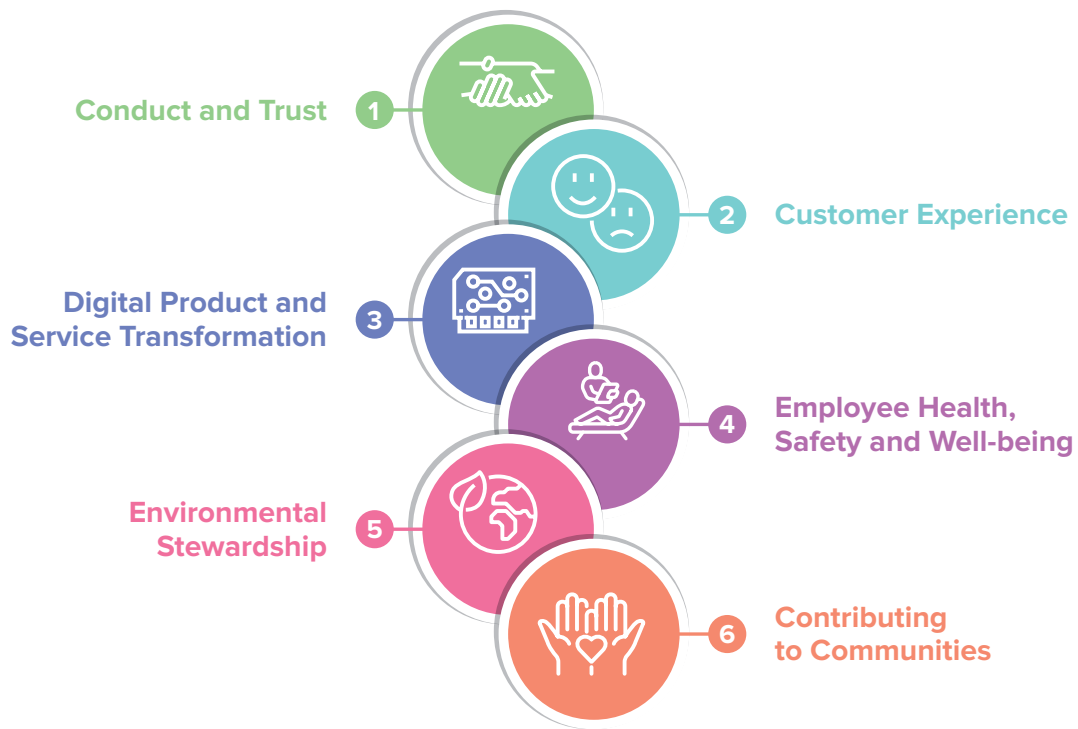 Conduct and Trust
1
2
Customer Experience
Digital Product and
Service Transformation
3
4
Employee Health,
Safety and Well-being
Environmental
Stewardship
5
6
Contributing
to Communities